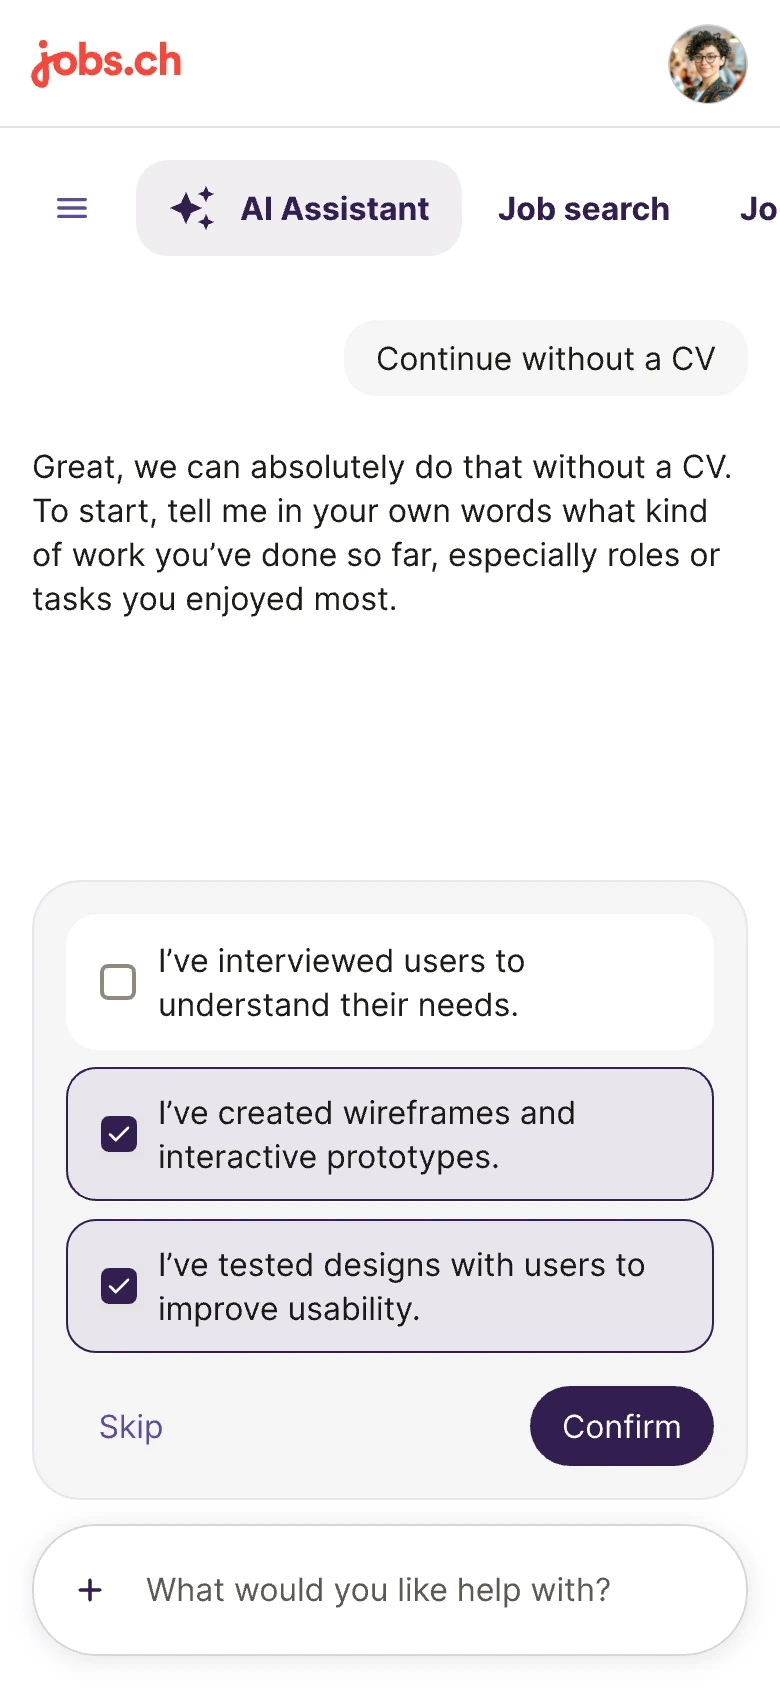 jobs.ch
AI Assistant
Job search
Jo
Continue without a CV
Great, we can absolutely do that without a CV.
To start, tell me in your own words what kind
of work you’ve done so far, especially roles or
tasks you enjoyed most.
I’ve interviewed users to
understand their needs.
I’ve created wireframes and
interactive prototypes.
I’ve tested designs with users to
improve usability.
Skip
Confirm
What would you like help with?